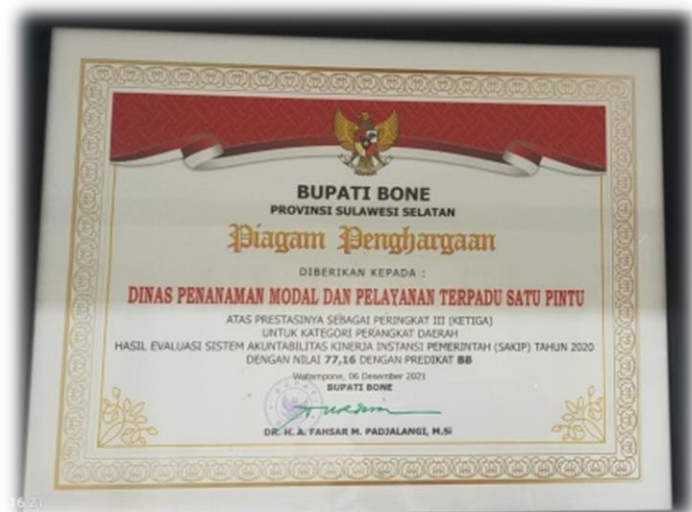 BUPATI BONE
PROVINSI SULAWESI SELATAN
Piagam Penghargaan
DIBERIKAN KEPADA :
DINAS PENANAMAN MODAL DAN PELAYANAN TERPADU SATU PINTU
ATAS PRESTASINYA SEBAGAI PERINGKAT III (KETIGA)
UNTUK KATEGORI PERANGKAT DAERAH
HASIL EVALUASI SISTEM AKUNTABILITAS KINERJA INSTANSI PEMERINTAH (SAKIP) TAHUN 2020
DENGAN NILAI 77,16 DENGAN PREDIKAT BB
Watampone, 06 Desember 2021
BUPATI BONE
DR. H. A. FAHSAR M. PADJALANGI, M.Si
16:21